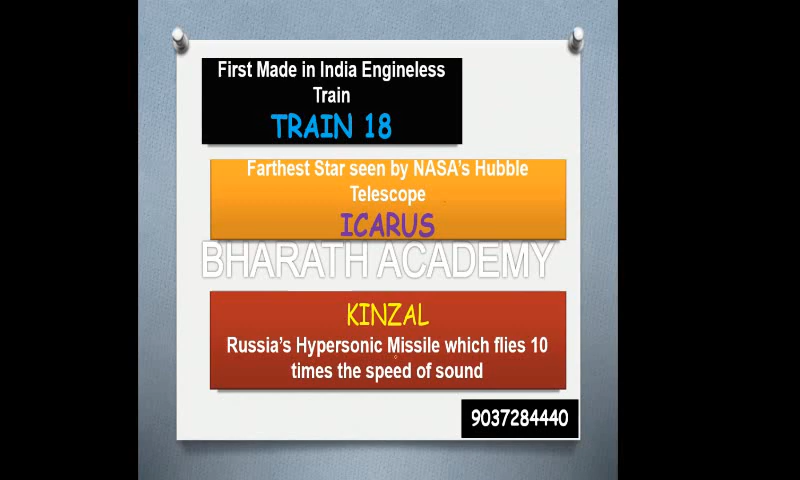 First Made in India Engineless
Train
TRAIN 18
Farthest Star seen by NASA's Hubble
Telescope
ICARUS
BHARATH ACADEMY
KINZAL
Russia's Hypersonic Missile which flies 10
times the speed of sound
9037284440